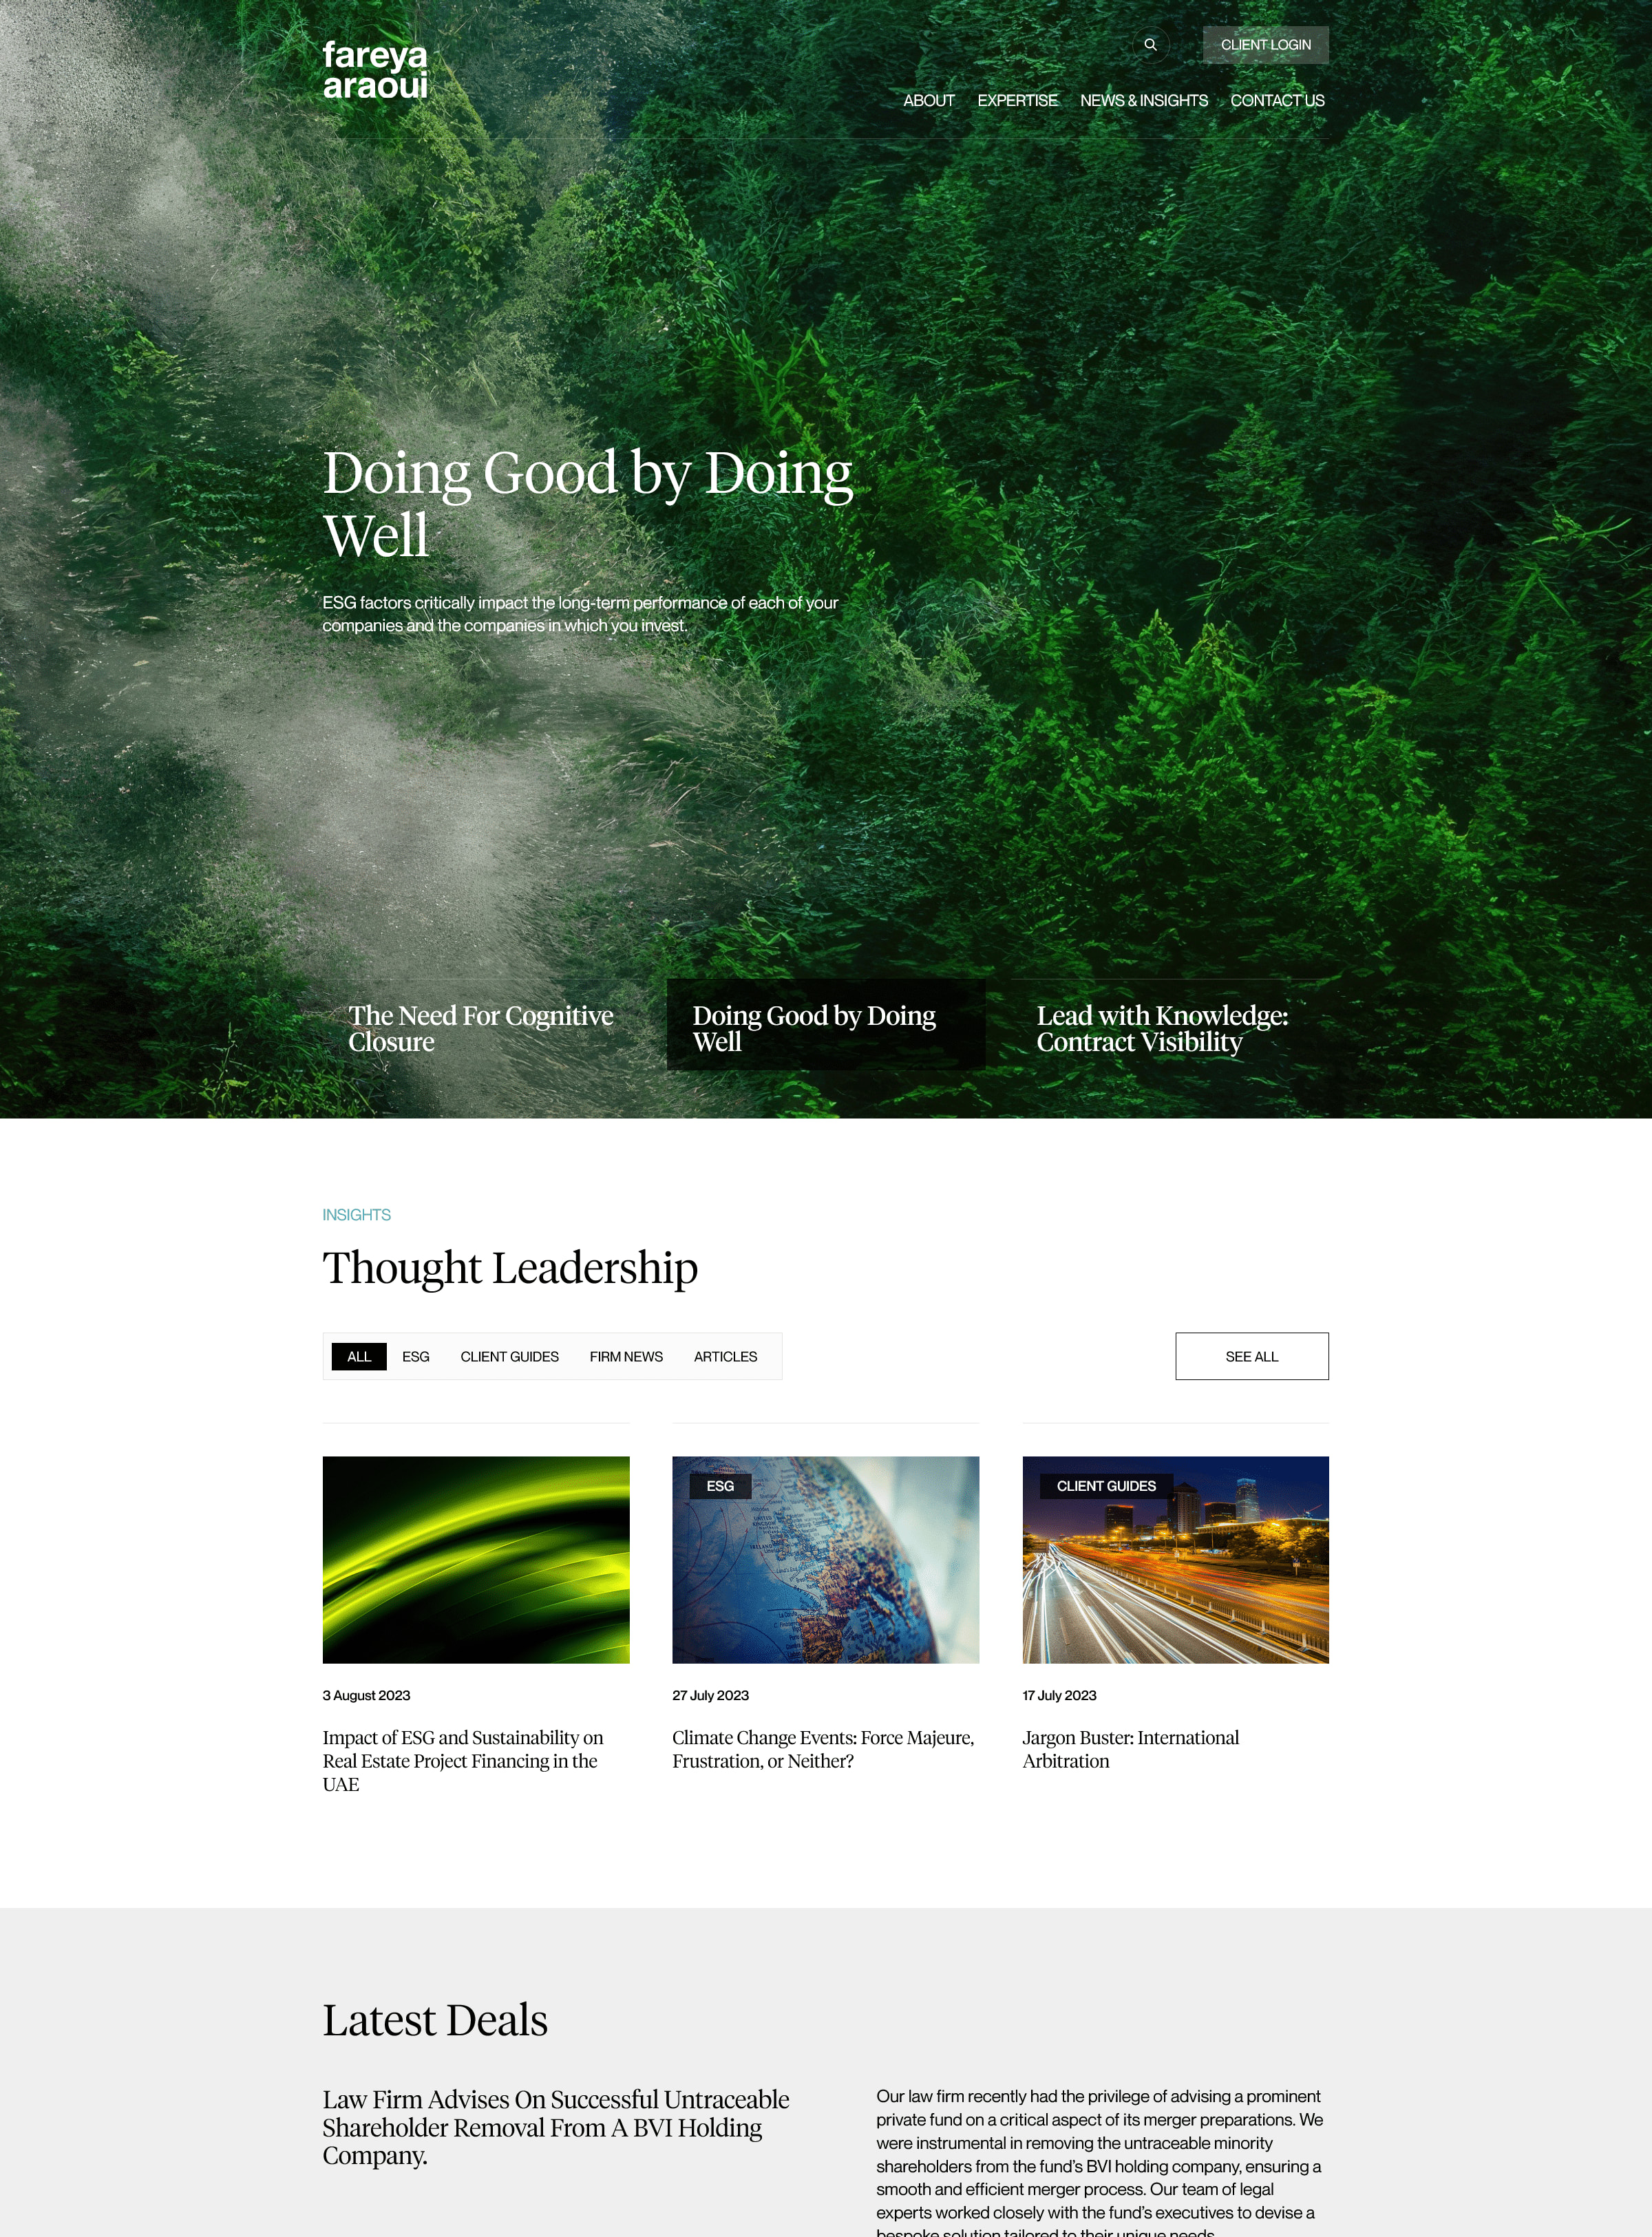 fareya
araoui
CLIENT LOGIN
ABOUT EXPERTISE NEWS & INSIGHTS CONTACT US
Doing Good by Doing
Well
ESG factors critically impact the long-term performance of each of your
companies and the companies in which you invest.
The Need For Cognitive
Closure
Doing Good by Doing
Well
Lead with Knowledge:
Contract Visibility
INSIGHTS
Thought Leadership
ALL ESG CLIENT GUIDES FIRM NEWS ARTICLES
SEE ALL
ESG
CLIENT GUIDES
3 August 2023
Impact of ESG and Sustainability on
Real Estate Project Financing in the
UAE
27 July 2023
Climate Change Events: Force Majeure,
Frustration, or Neither?
17 July 2023
Jargon Buster: International
Arbitration
Latest Deals
Law Firm Advises On Successful Untraceable
Shareholder Removal From A BVI Holding
Company.
Our law firm recently had the privilege of advising a prominent
private fund on a critical aspect of its merger preparations. We
were instrumental in removing the untraceable minority
shareholders from the fund’s BVI holding company, ensuring a
smooth and efficient merger process. Our team of legal
experts worked closely with the fund’s executives to devise a
bespoke solution tailored to their unique needs.